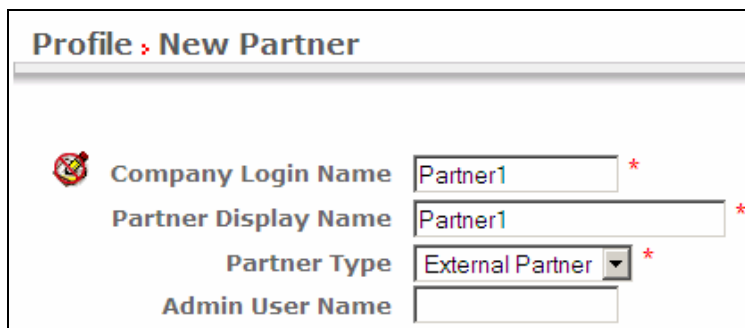 Profile : New Partner
Company Login Name Partner1 *
Partner Display Name Partner1 *
Partner Type External Partner *
Admin User Name